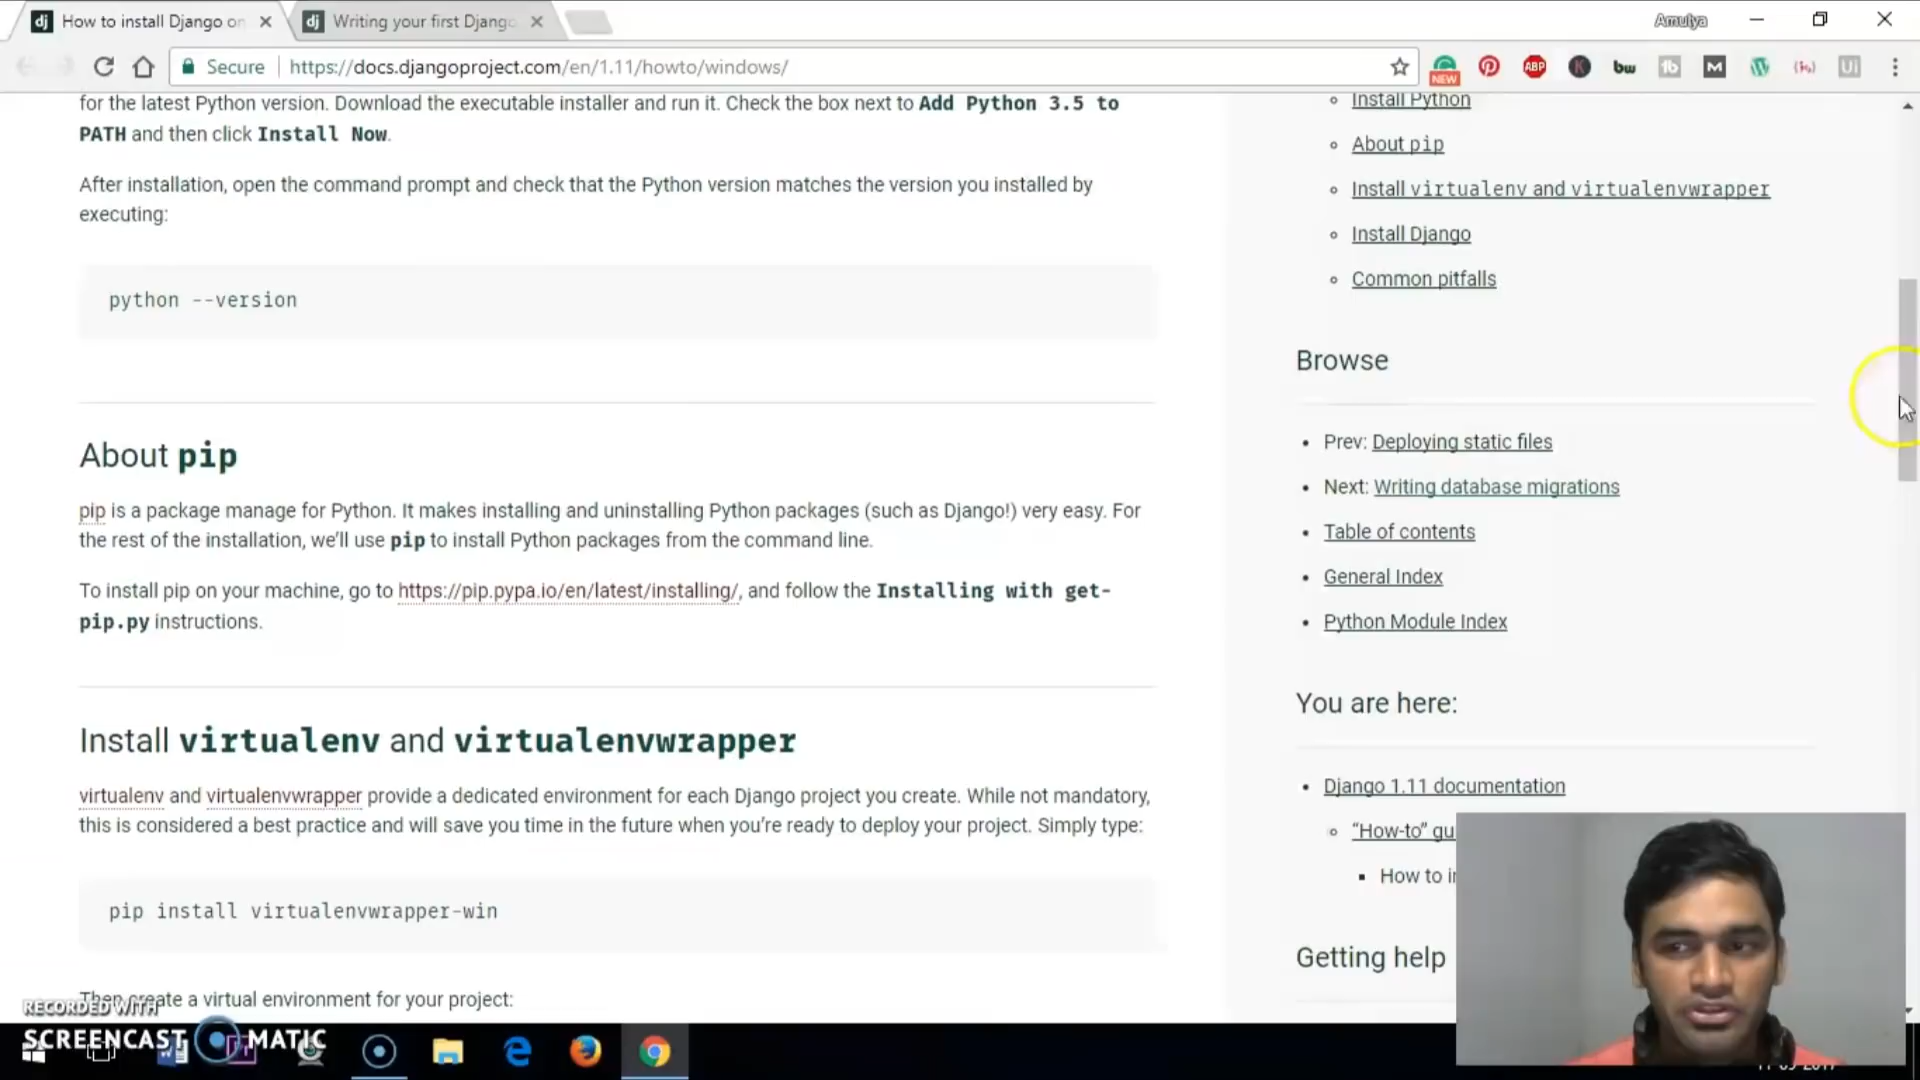 How to install Django on
Writing your first Django
Amulya
Secure
https://docs.djangoproject.com/en/1.11/howto/windows/
NEW
ABP
K
bw
tb
M
UI
for the latest Python version. Download the executable installer and run it. Check the box next to Add Python 3.5 to
PATH and then click Install Now.
After installation, open the command prompt and check that the Python version matches the version you installed by
executing:
python --version
About pip
pip is a package manage for Python. It makes installing and uninstalling Python packages (such as Django!) very easy. For
the rest of the installation, we'll use pip to install Python packages from the command line.
To install pip on your machine, go to https://pip.pypa.io/en/latest/installing/, and follow the Installing with get-
pip.py instructions.
Install virtualenv and virtualenvwrapper
virtualenv and virtualenvwrapper provide a dedicated environment for each Django project you create. While not mandatory,
this is considered a best practice and will save you time in the future when you're ready to deploy your project. Simply type:
pip install virtualenvwrapper-win
Then create a virtual environment for your project:
Install Python
About pip
Install virtualenv and virtualenvwrapper
Install Django
Common pitfalls
Browse
Prev: Deploying static files
Next: Writing database migrations
Table of contents
General Index
Python Module Index
You are here:
Django 1.11 documentation
"How-to" gu
How to i
Getting help
RECORDED WITH
SCREENCAST MATIC